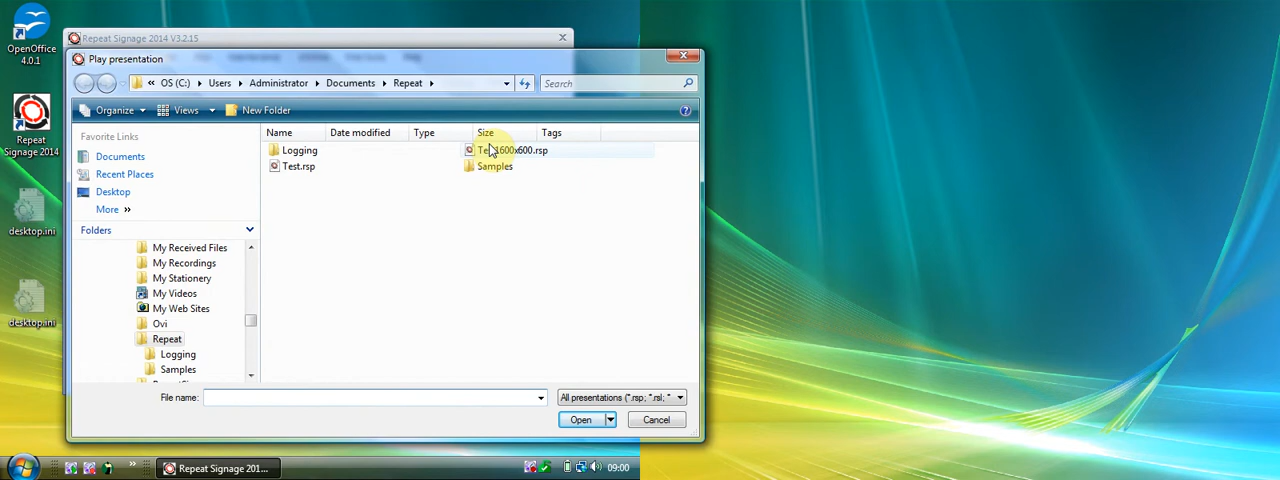 OpenOffice
4.0.1
Repeat
Signage 2014
desktop.ini
desktop.ini
Repeat Signage 2014 V3.2.15
Play presentation
« OS (C:) Users Administrator Documents Repeat
Search
Organize Views New Folder
Favorite Links
Documents
Recent Places
Desktop
More »
Folders
My Received Files
My Recordings
My Stationery
My Videos
My Web Sites
Ovi
Repeat
Logging
Samples
Name Date modified Type Size Tags
Logging
Test.rsp
1600x600.rsp
Samples
File name:
All presentations (*.rsp; *.rsl; *
Open
Cancel
Repeat Signage 201...
09:00